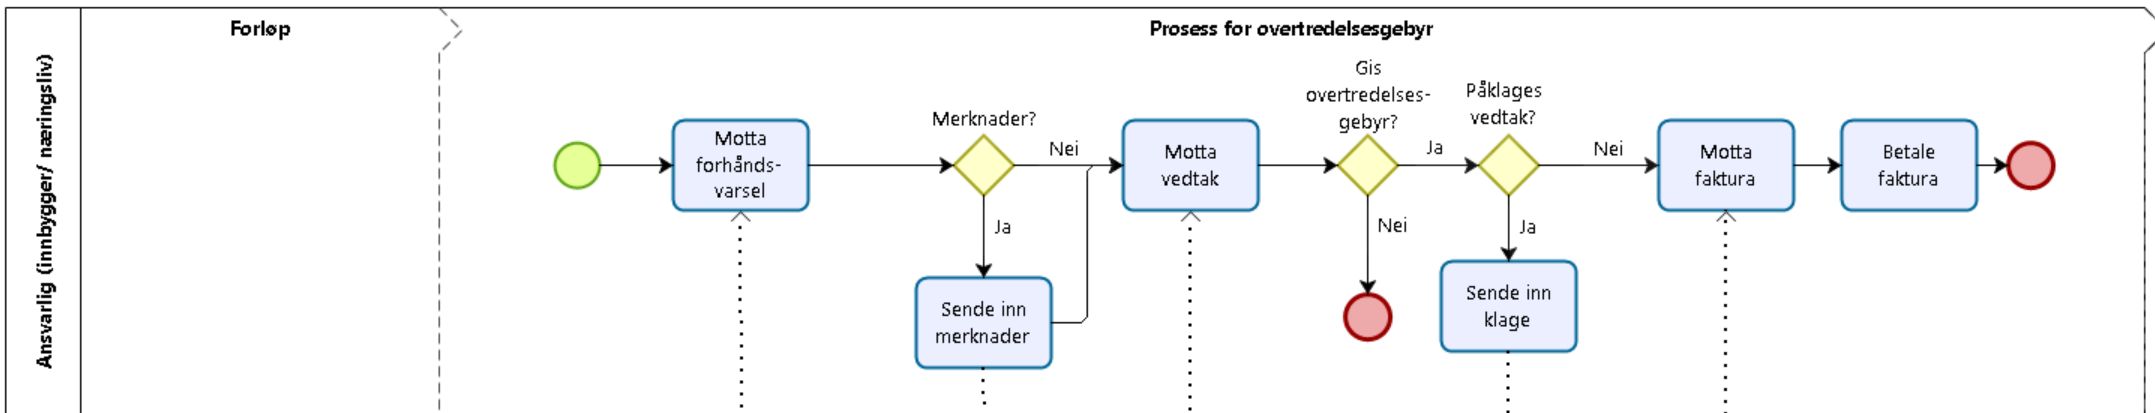 Ansvarlig (innbygger/ næringsliv)
Forløp
Prosess for overtredelsesgebyr
Motta
forhånds-
varsel
Merknader?
Nei
Ja
Sende inn
merknader
Motta
vedtak
Gis
overtredelses-
gebyr?
Ja
Nei
Påklages
vedtak?
Nei
Ja
Sende inn
klage
Motta
faktura
Betale
faktura